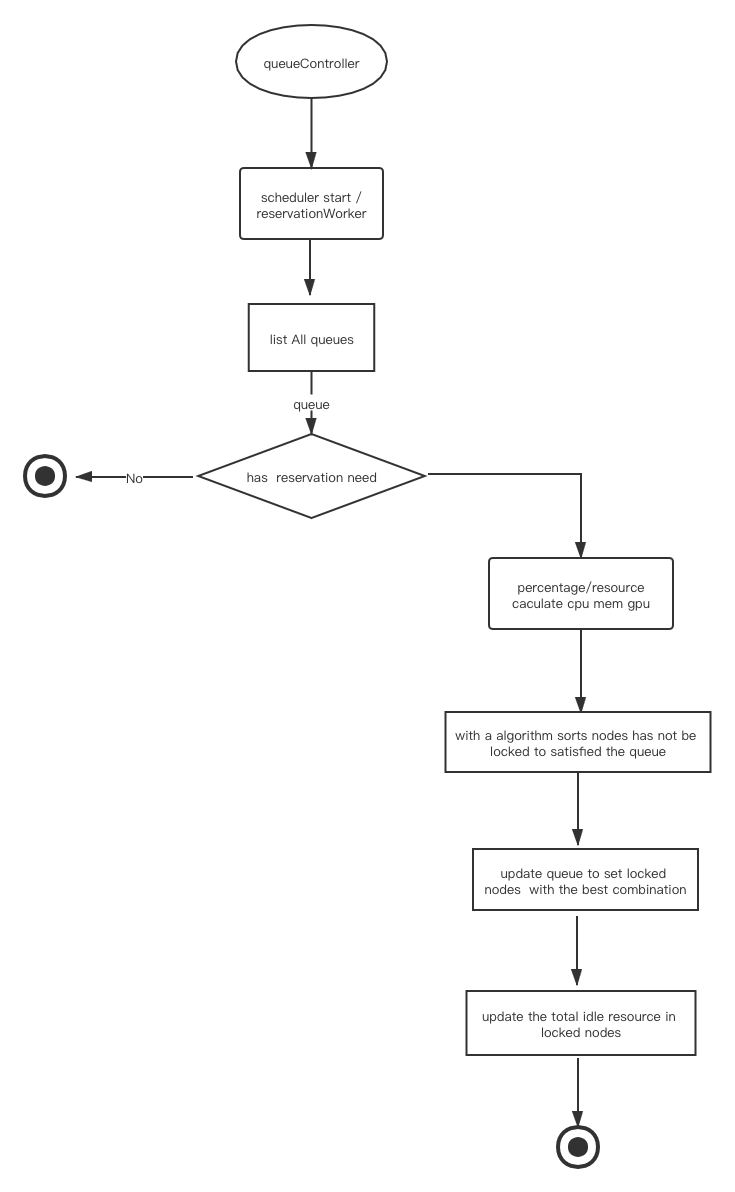 queueController
scheduler start /
reservationWorker
list All queues
queue
has reservation need
No
percentage/resource
caculate cpu mem gpu
with a algorithm sorts nodes has not be
locked to satisfied the queue
update queue to set locked
nodes with the best combination
update the total idle resource in
locked nodes